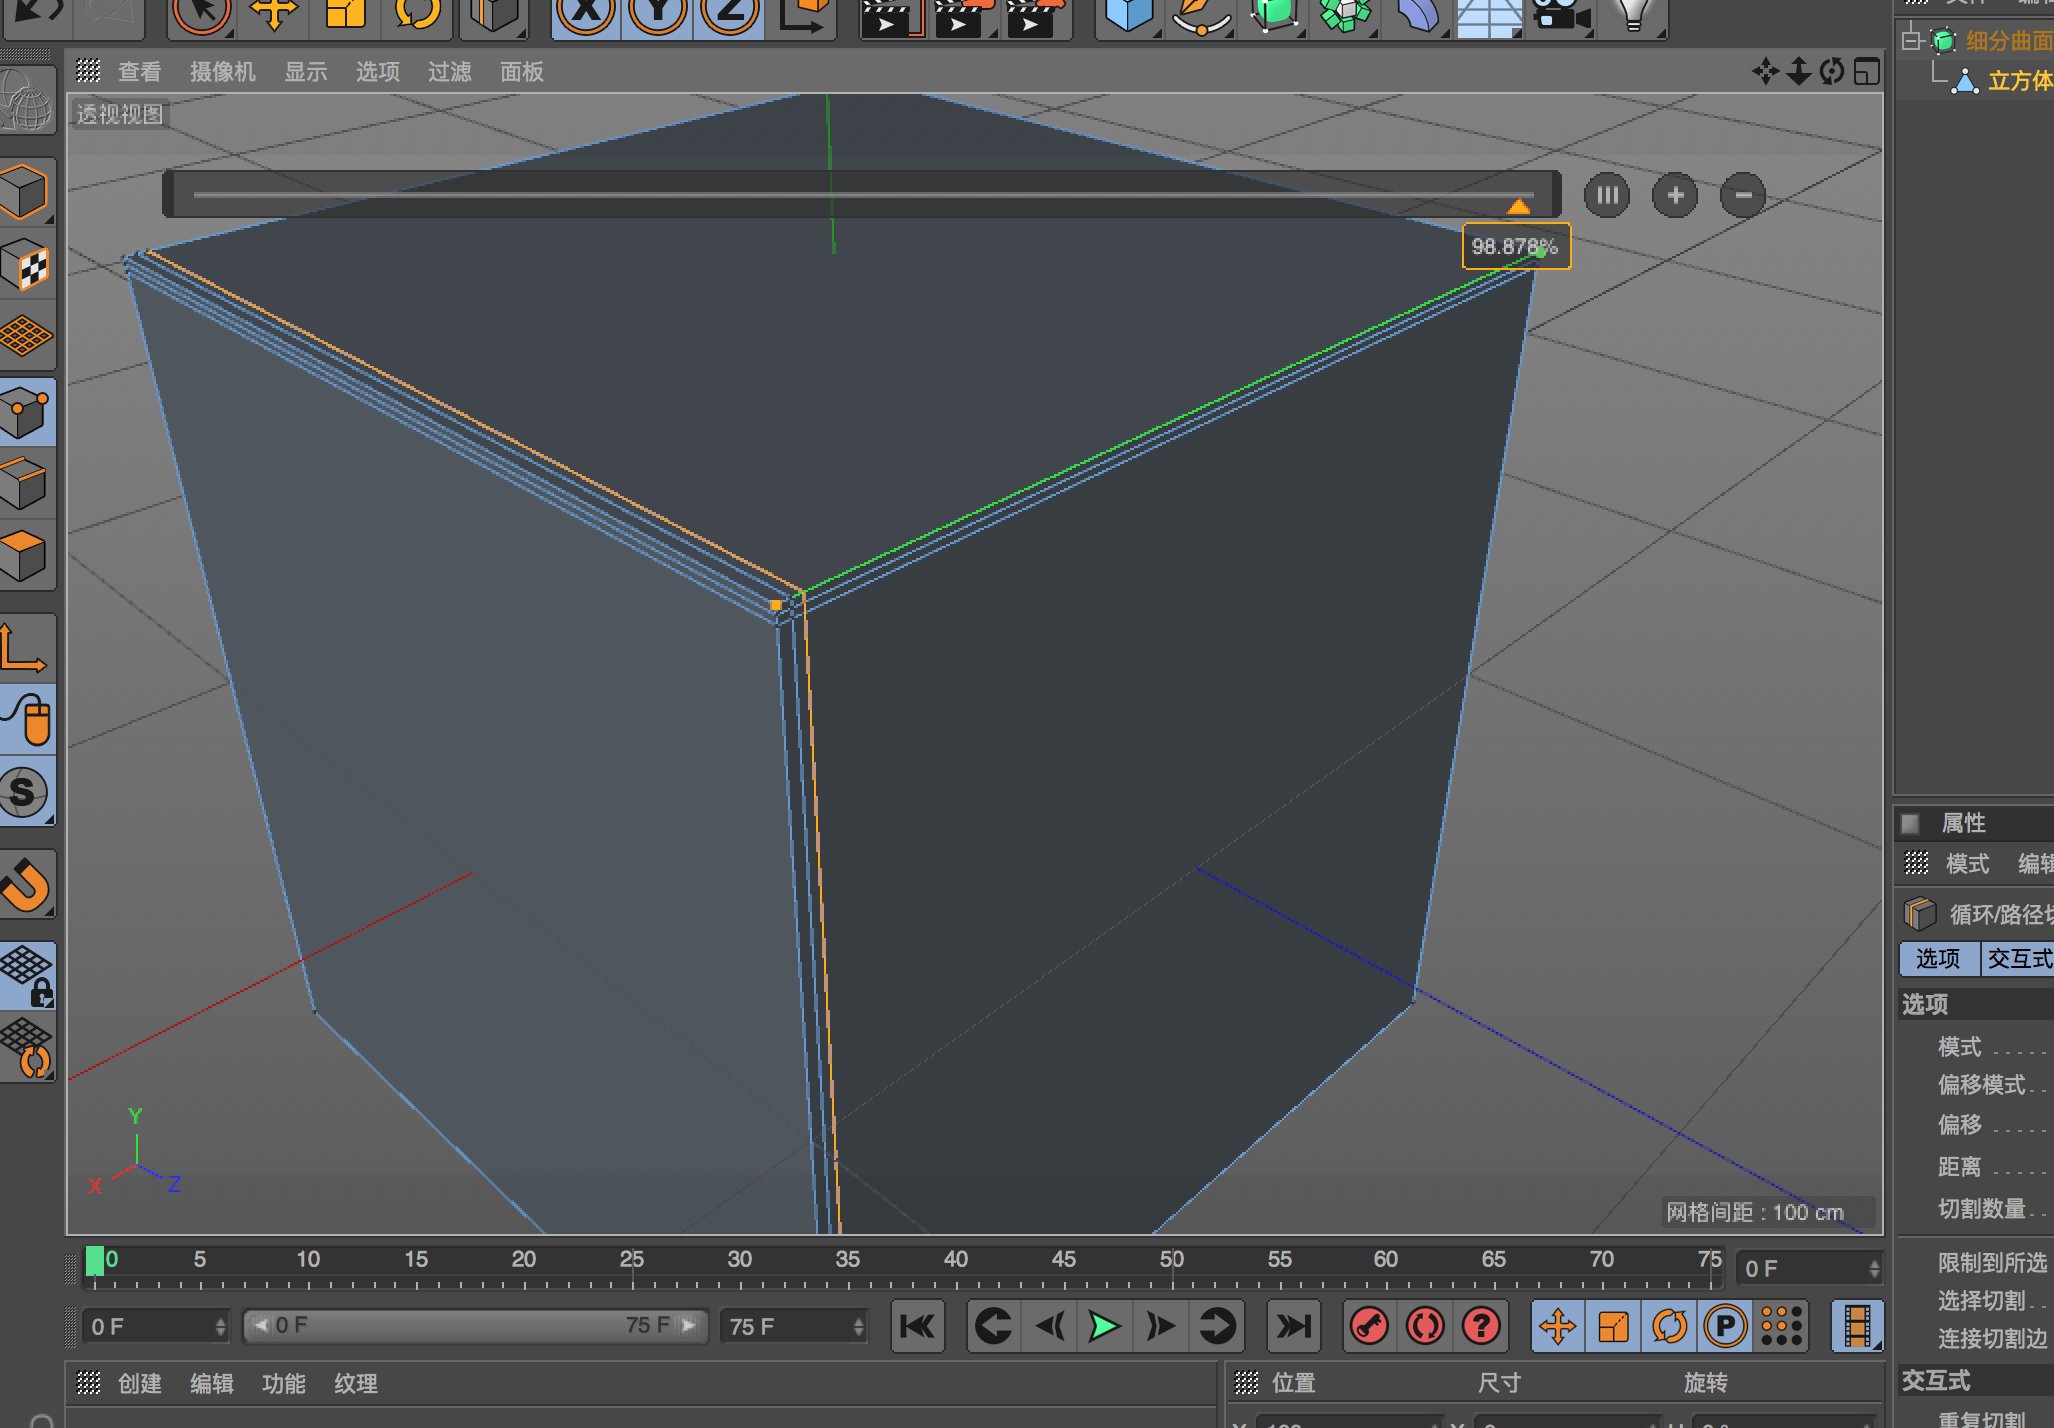 X Y Z
细分曲面
立方体
查看 摄像机 显示 选项 过滤 面板
透视视图
98.878%
S
Y
X Z
网格间距 : 100 cm
属性
模式 编辑
循环/路径切
选项 交互式
选项
模式
偏移模式
偏移
距离
切割数量
限制到所选
选择切割
连接切割边
交互式
重复切割
0 5 10 15 20 25 30 35 40 45 50 55 60 65 70 75 0 F
0 F 0 F 75 F 75 F ? P
创建 编辑 功能 纹理
位置 尺寸 旋转